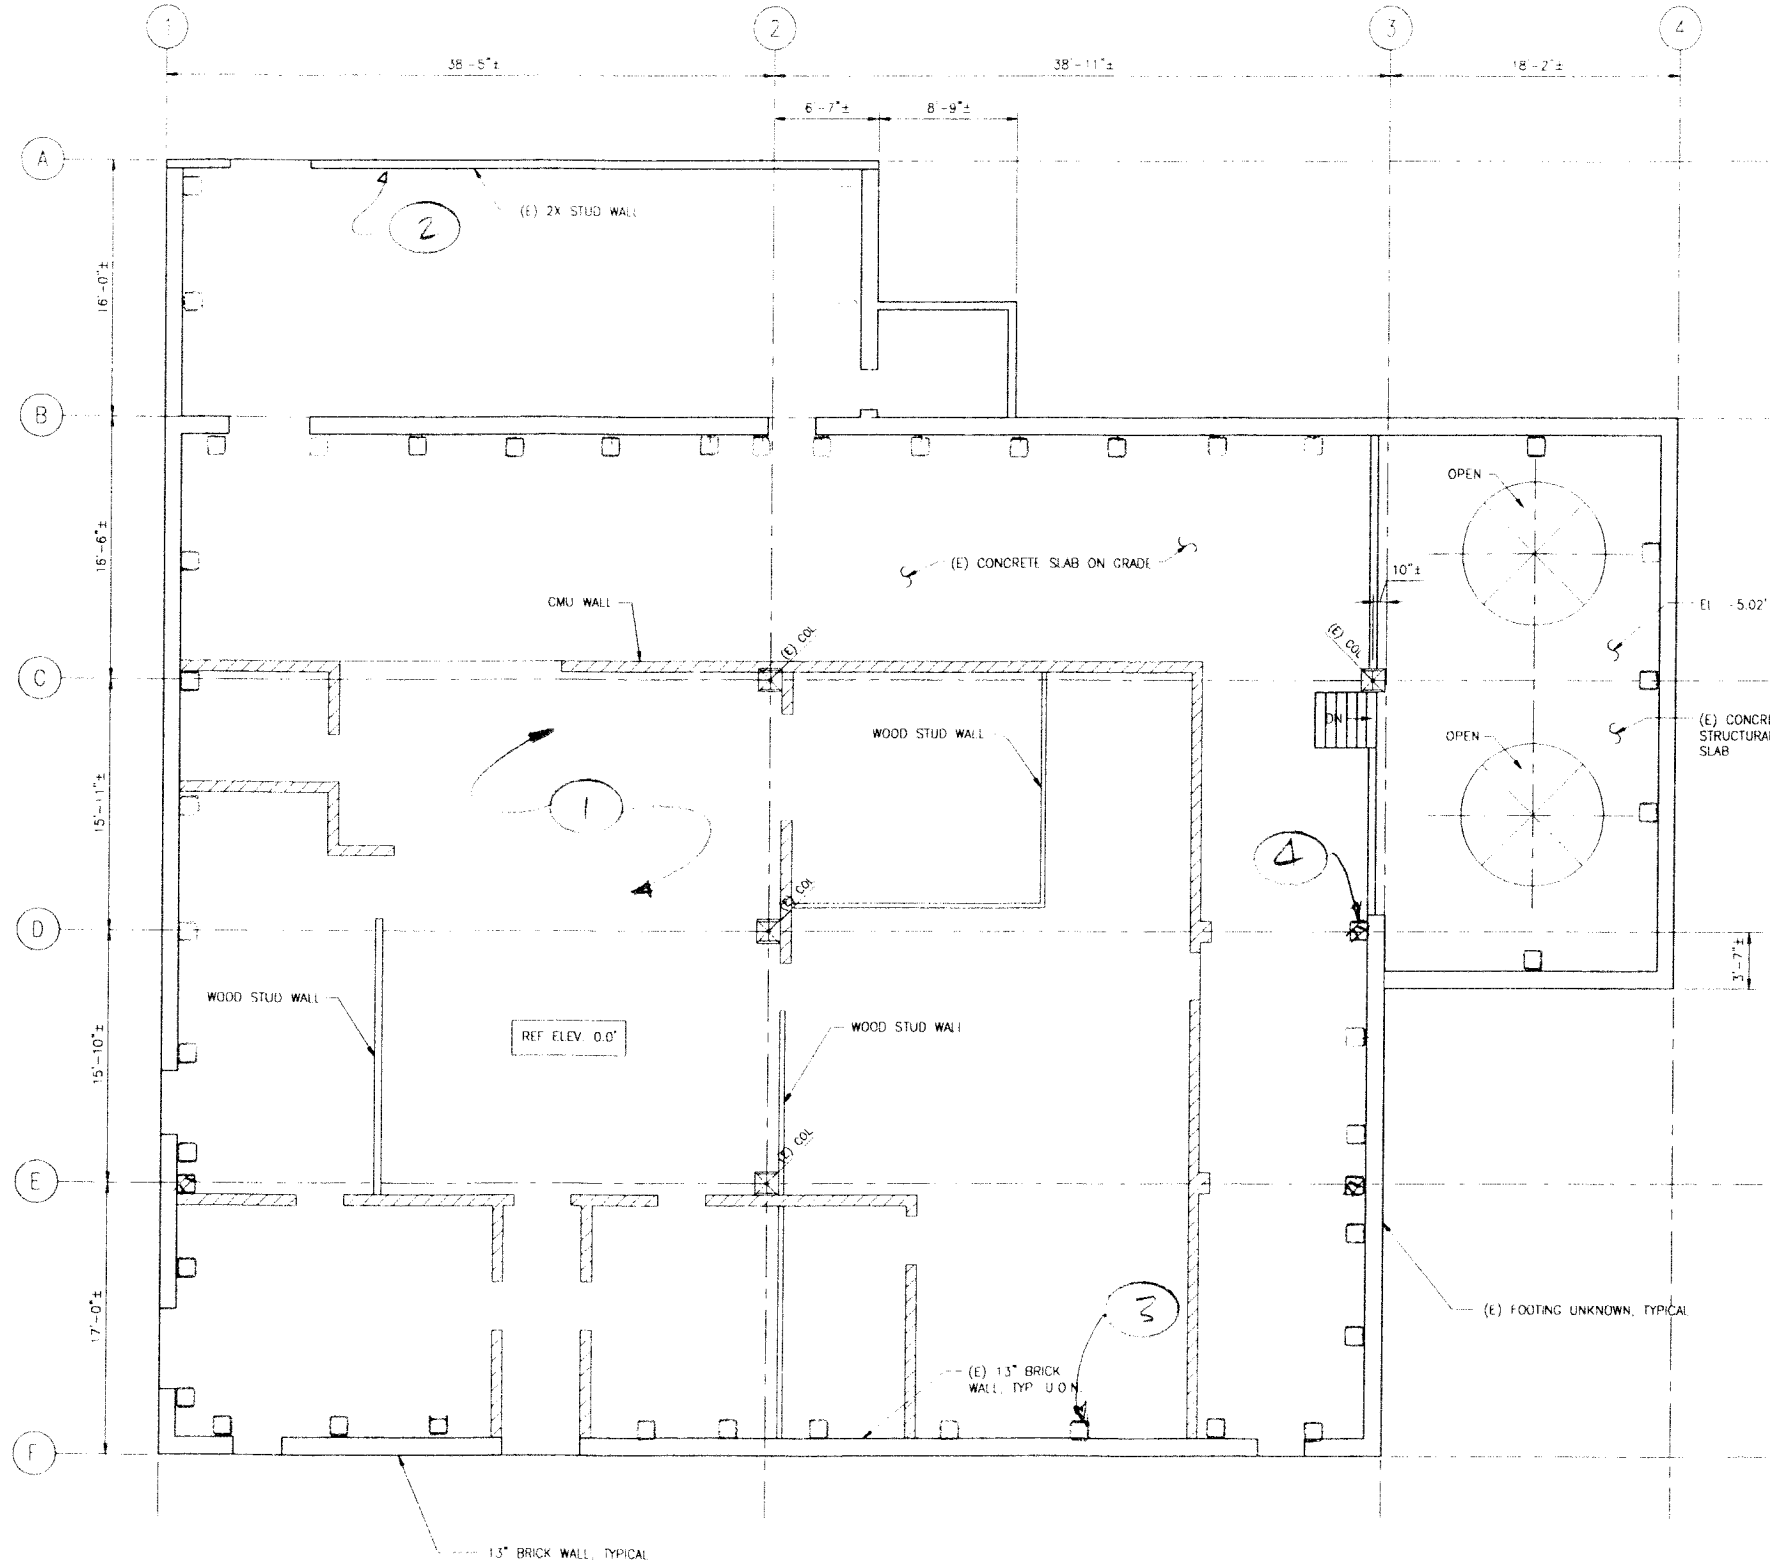 1
2
3
4
38'-5"±
38'-11"±
18'-2"±
6'-7"±
8'-9"±
A
(E) 2X STUD WALL
2
16'-0"±
B
OPEN
16'-6"±
(E) CONCRETE SLAB ON GRADE
10"±
CMU WALL
EL -5.02'
(E) COL
(E) COL
C
DN
(E) CONCRE
STRUCTURAL
SLAB
WOOD STUD WALL
OPEN
15'-11"±
1
4
(E) COL
D
3'-7"±
WOOD STUD WALL
REF ELEV. 0.0'
WOOD STUD WALL
15'-10"±
(E) COL
E
3
(E) FOOTING UNKNOWN, TYPICAL
17'-0"±
(E) 13" BRICK
WALL, TYP U.O.N.
F
13" BRICK WALL, TYPICAL